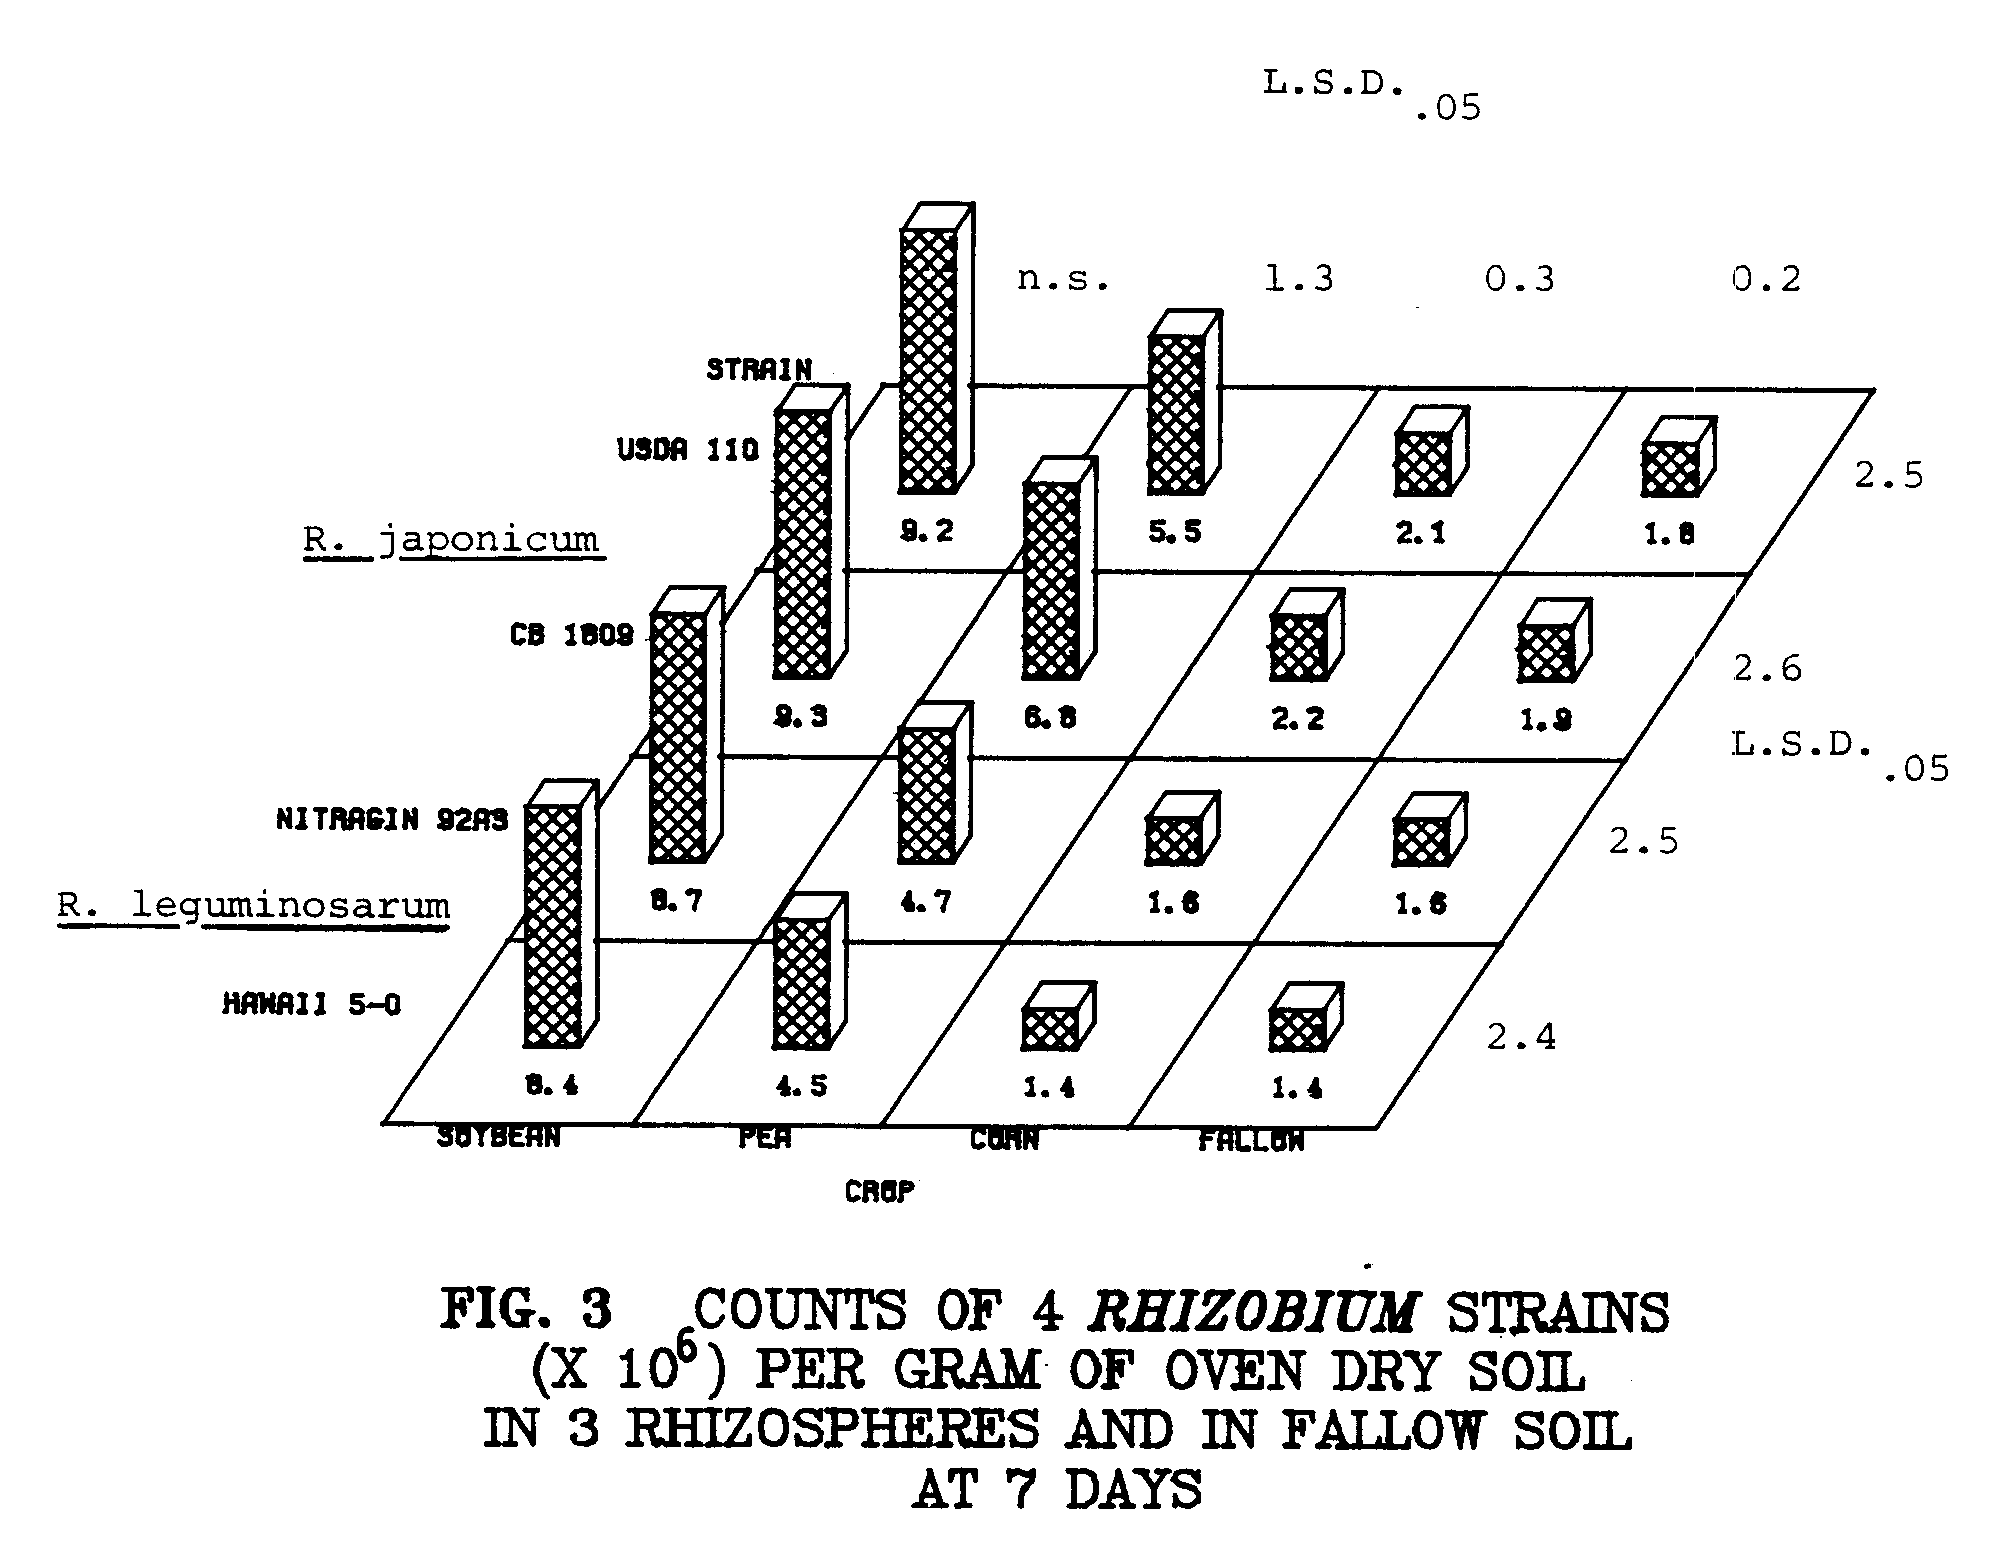 L.S.D. .05
n.s. 1.3 0.3 0.2
STRAIN
USDA 110
2.5
9.2 5.5 2.1 1.8
R. japonicum
CB 1809
2.6
9.3 6.8 2.2 1.9
L.S.D. .05
NITRAGIN 92A3
2.5
8.7 4.7 1.6 1.6
R. leguminosarum
HAWAII 5-0
2.4
8.4 4.5 1.4 1.4
SOYBEAN PEA CORN FALLOW
CROP
FIG. 3 COUNTS OF 4 RHIZOBIUM STRAINS
(X 10⁶) PER GRAM OF OVEN DRY SOIL
IN 3 RHIZOSPHERES AND IN FALLOW SOIL
AT 7 DAYS